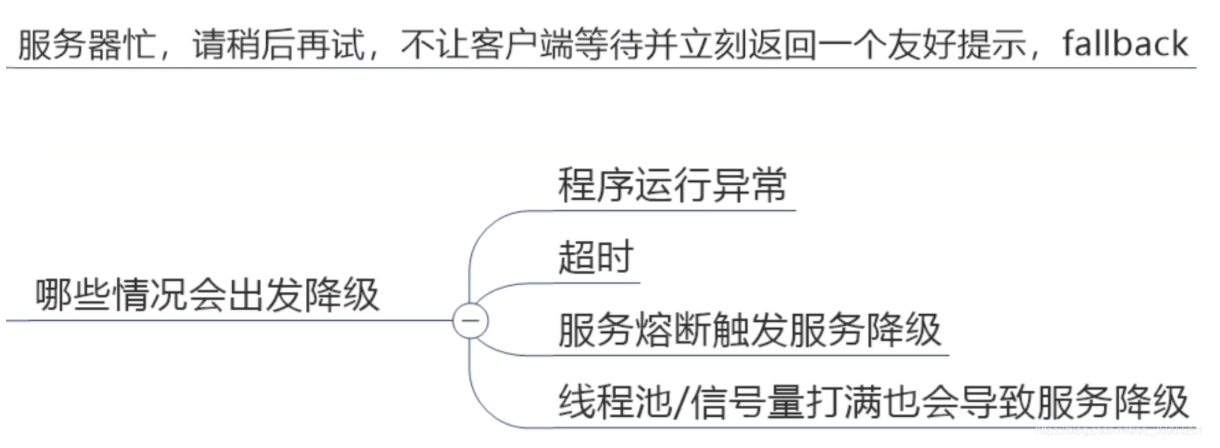 服务器忙，请稍后再试，不让客户端等待并立刻返回一个友好提示，fallback
程序运行异常
超时
哪些情况会出发降级
服务熔断触发服务降级
线程池/信号量打满也会导致服务降级